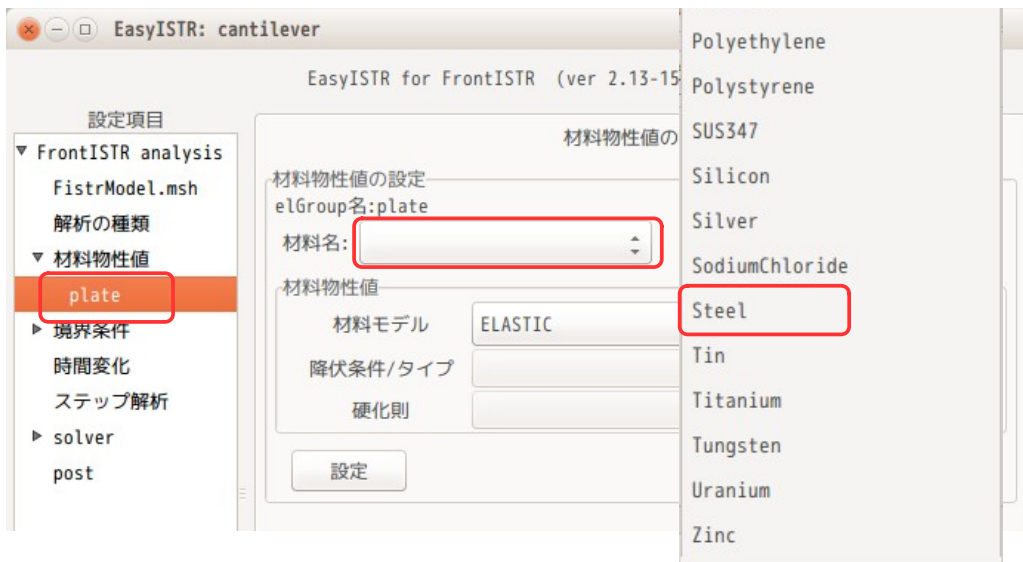 EasyISTR: cantilever
EasyISTR for FrontISTR (ver 2.13-15
設定項目
FrontISTR analysis
FistrModel.msh
解析の種類
材料物性値
plate
境界条件
時間変化
ステップ解析
solver
post
材料物性値の
材料物性値の設定
elGroup名:plate
材料名:
材料物性値
材料モデル ELASTIC
降伏条件/タイプ
硬化則
設定
Polyethylene
Polystyrene
SUS347
Silicon
Silver
SodiumChloride
Steel
Tin
Titanium
Tungsten
Uranium
Zinc